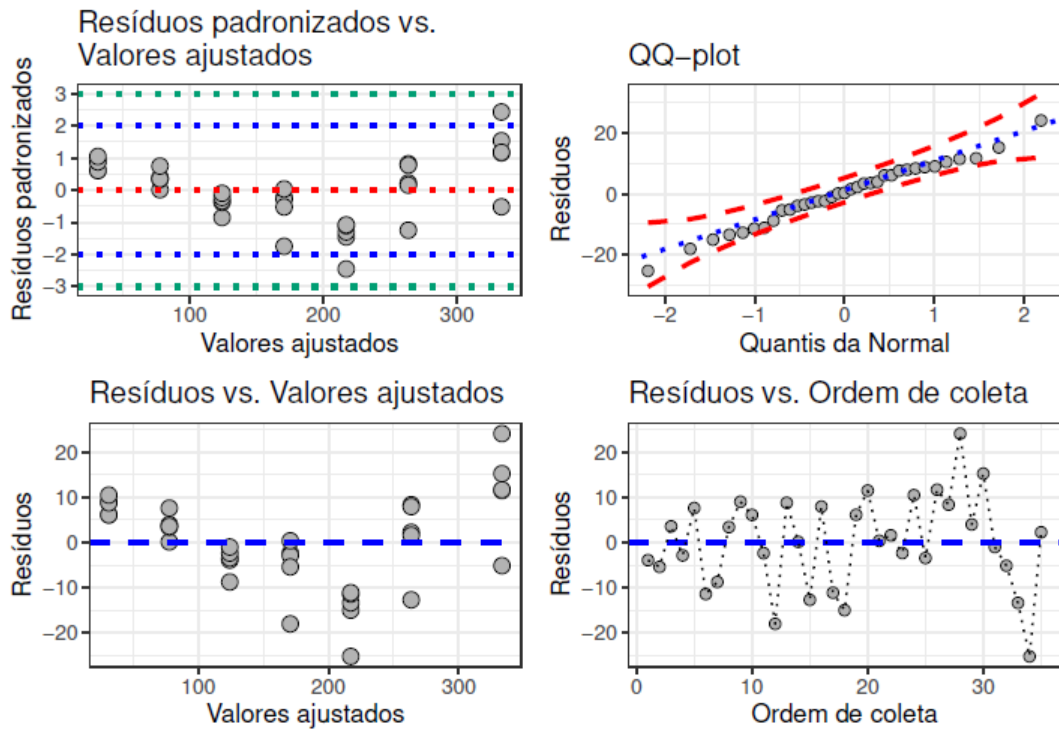 Resíduos padronizados vs.
Valores ajustados
Resíduos padronizados
3
2
1
0
−1
−2
−3
100
200
300
Valores ajustados
QQ−plot
Resíduos
20
0
−20
−2
−1
0
1
2
Quantis da Normal
Resíduos vs. Valores ajustados
Resíduos
20
10
0
−10
−20
100
200
300
Valores ajustados
Resíduos vs. Ordem de coleta
Resíduos
20
10
0
−10
−20
0
10
20
30
Ordem de coleta